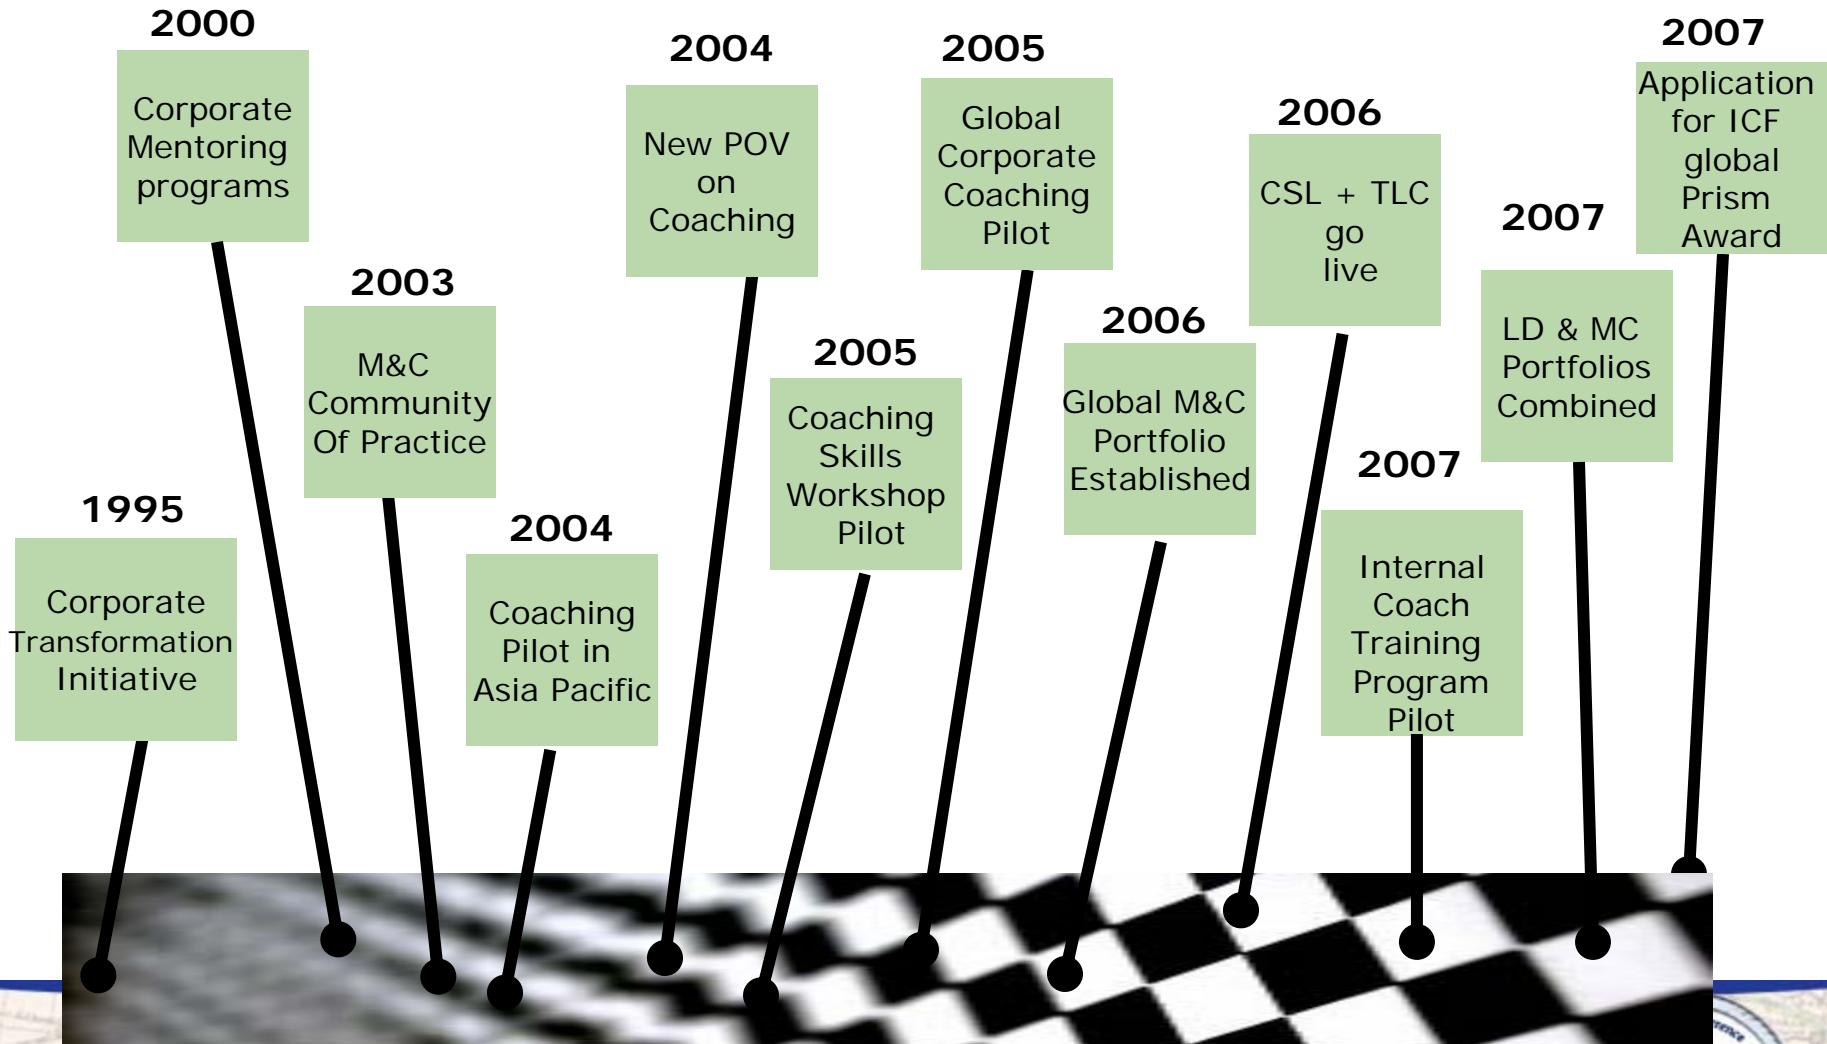 1995
Corporate
Transformation
Initiative
2000
Corporate
Mentoring
programs
2003
M&C
Community
Of Practice
2004
Coaching
Pilot in
Asia Pacific
2004
New POV
on
Coaching
2005
Coaching
Skills
Workshop
Pilot
2005
Global
Corporate
Coaching
Pilot
2006
Global M&C
Portfolio
Established
2006
CSL + TLC
go
live
2007
Internal
Coach
Training
Program
Pilot
2007
LD & MC
Portfolios
Combined
2007
Application
for ICF
global
Prism
Award